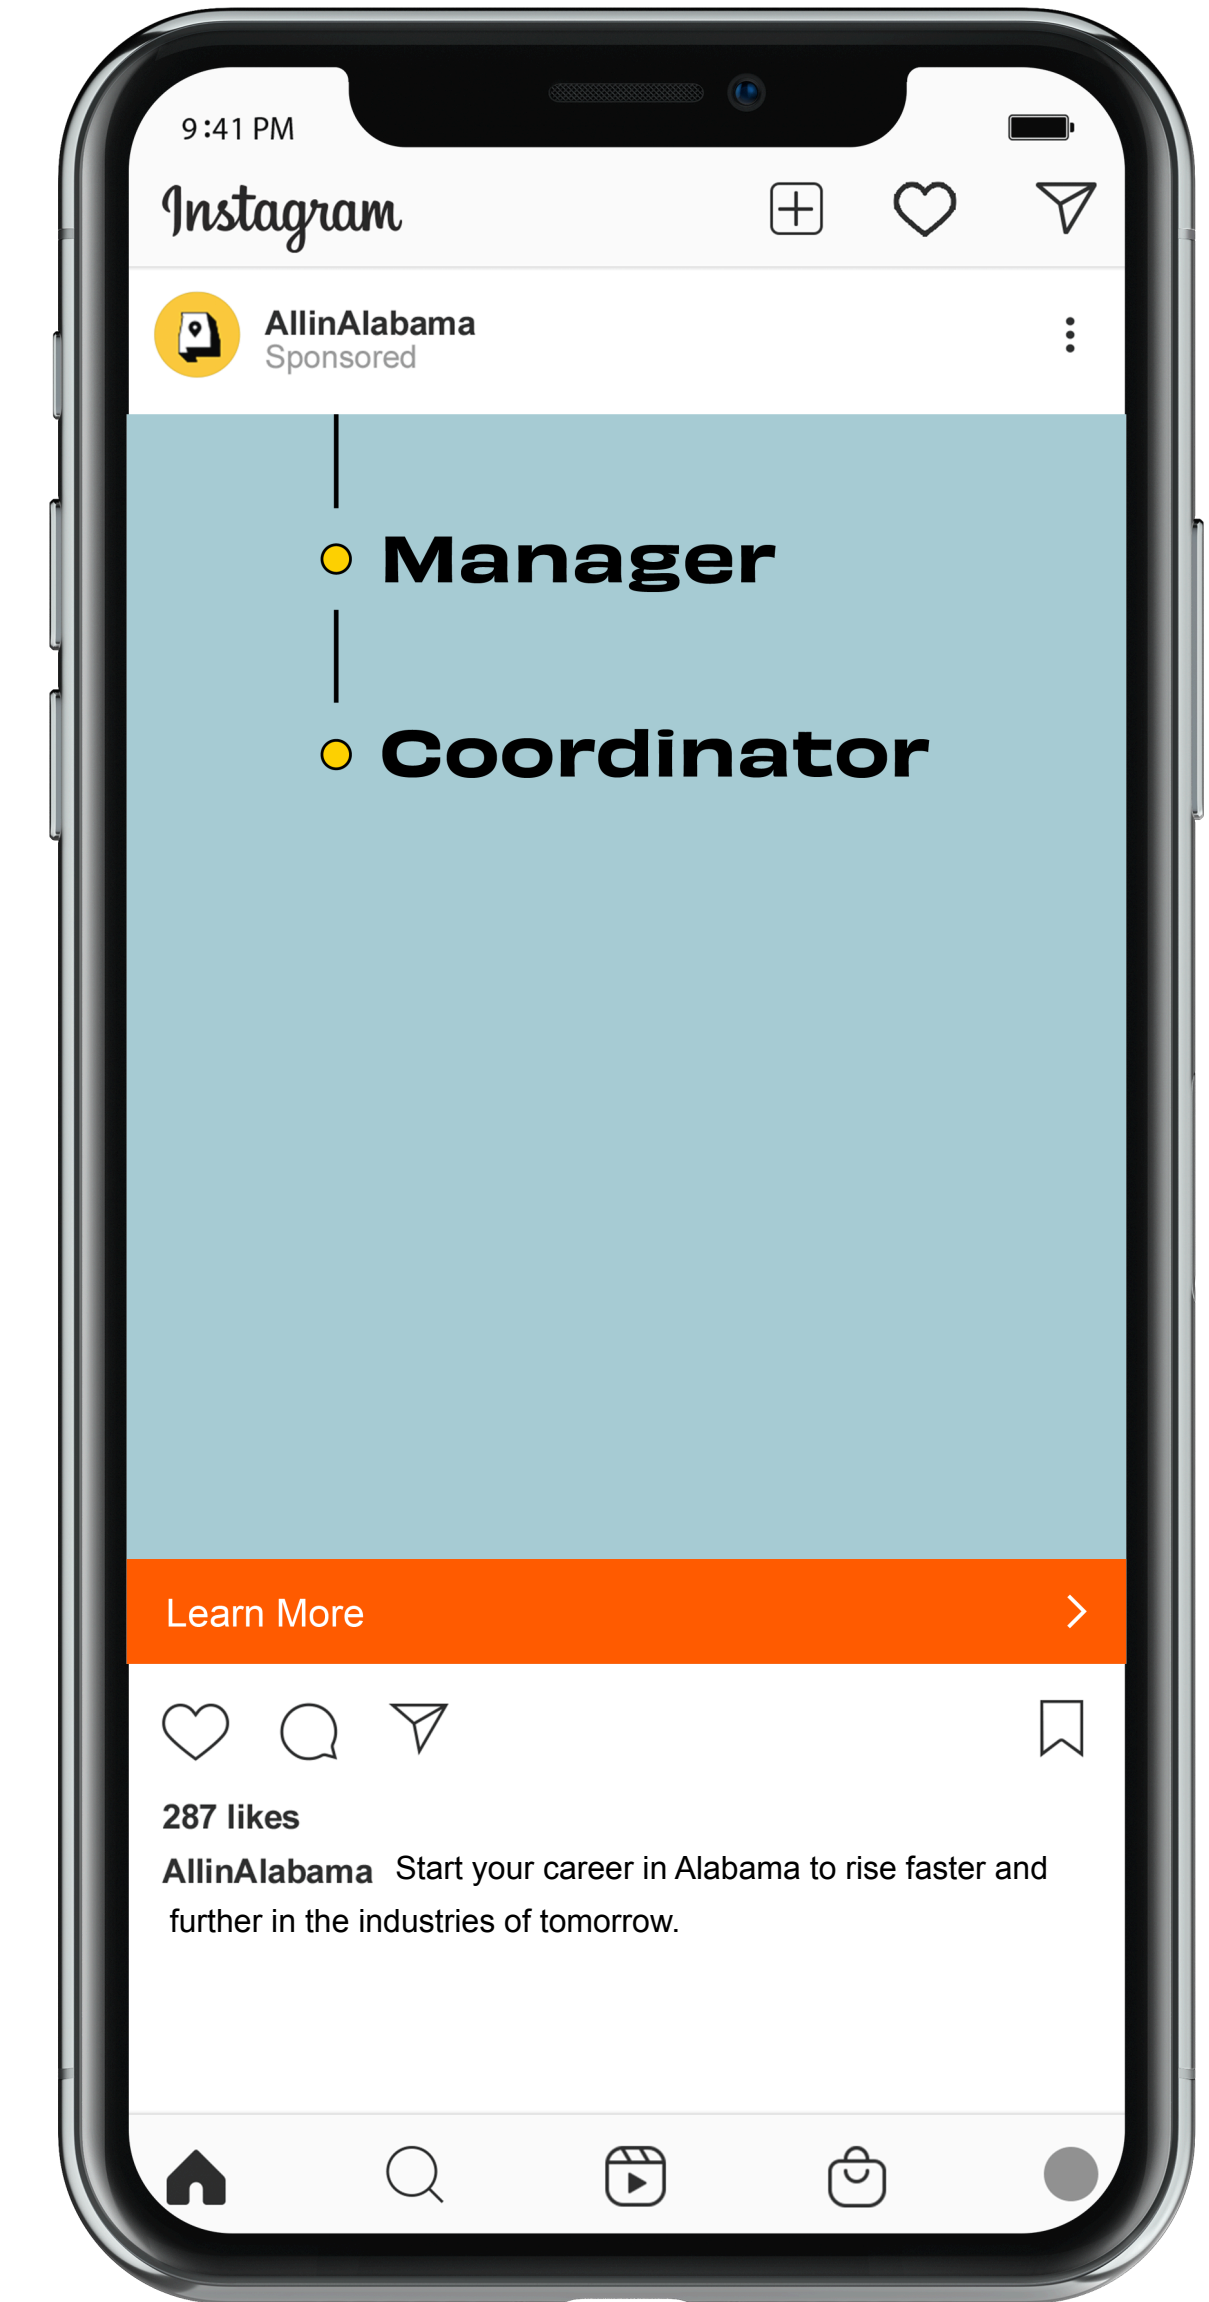 9:41 PM
Instagram
AllinAlabama
Sponsored
Manager
Coordinator
Learn More
287 likes
AllinAlabama Start your career in Alabama to rise faster and
further in the industries of tomorrow.